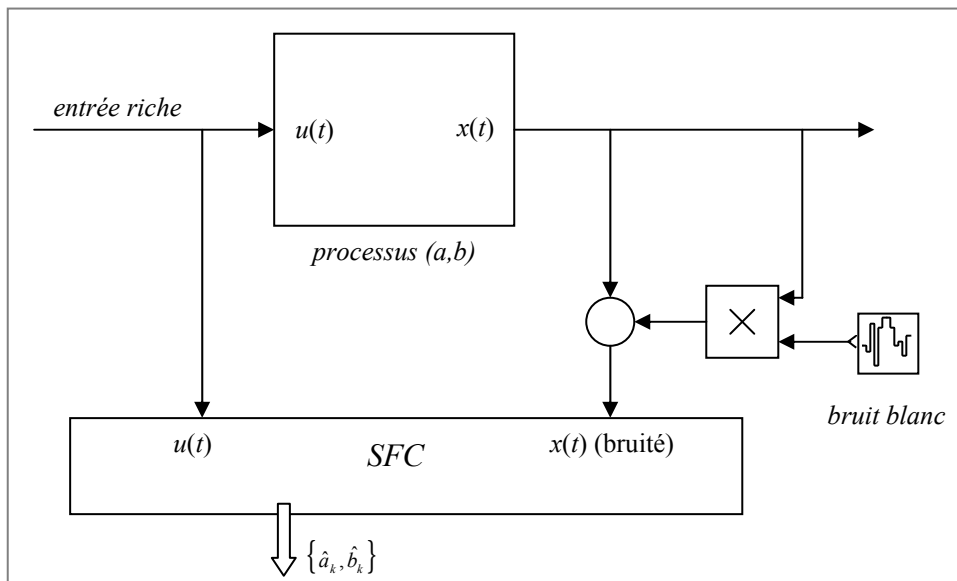 entrée riche
u(t)
x(t)
processus (a,b)
×
bruit blanc
u(t)
SFC
x(t) (bruité)
{â_k, b̂_k}